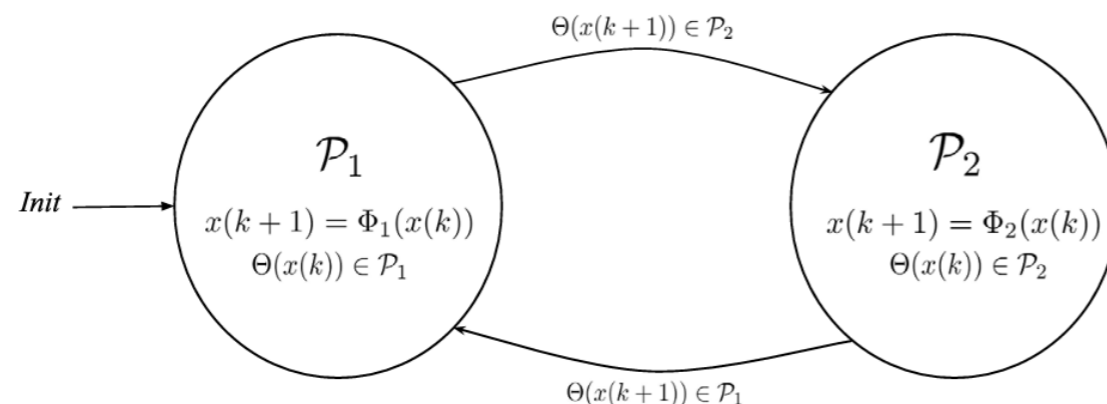 Θ(x(k+1)) ∈ 𝒫₂
𝒫₁
𝒫₂
Init
x(k + 1) = Φ₁(x(k))
Θ(x(k)) ∈ 𝒫₁
x(k + 1) = Φ₂(x(k))
Θ(x(k)) ∈ 𝒫₂
Θ(x(k+1)) ∈ 𝒫₁